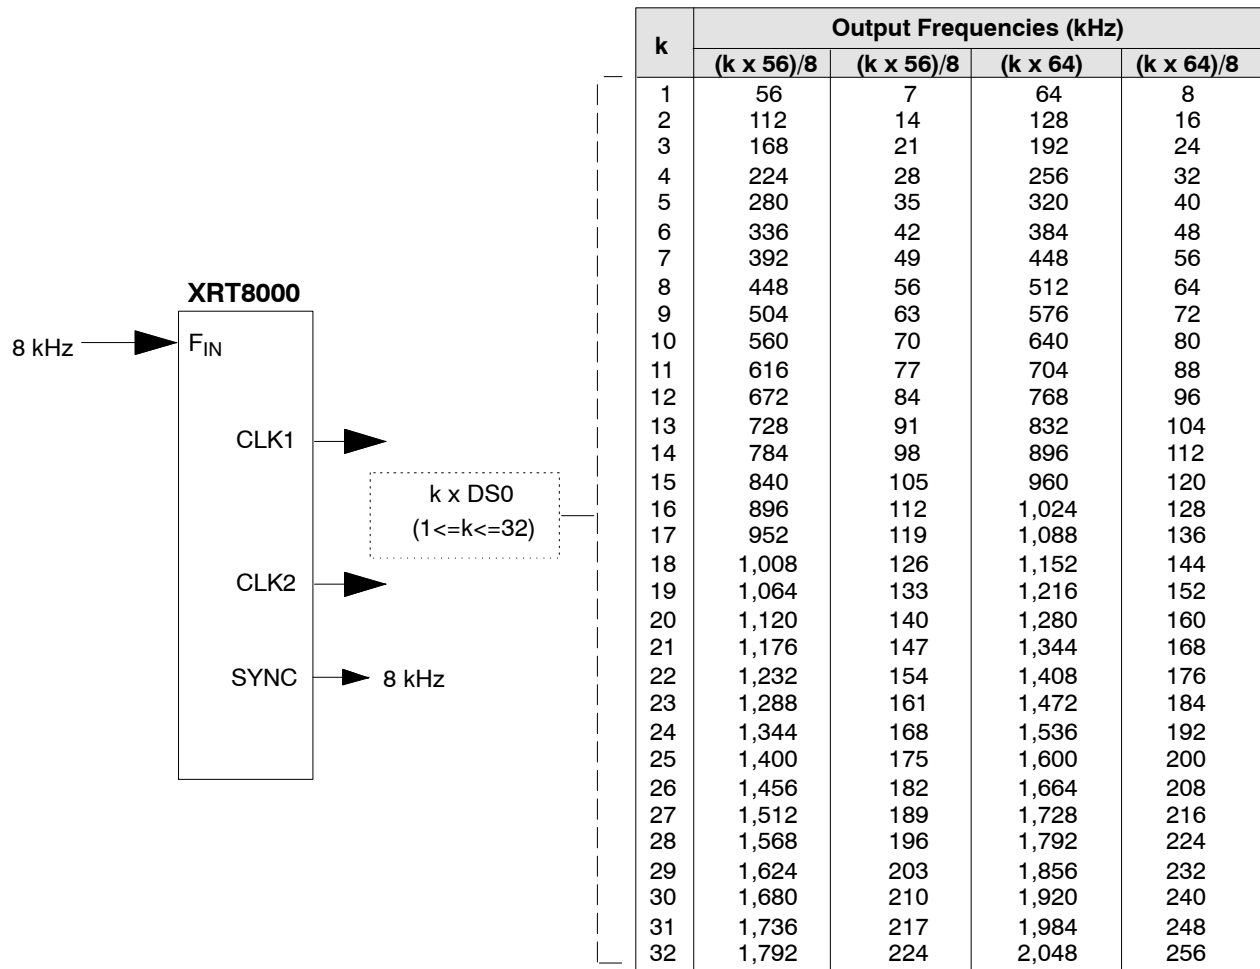 XRT8000
8 kHz
F_IN
CLK1
CLK2
SYNC
8 kHz
k x DS0
(1<=k<=32)
k Output Frequencies (kHz)
(k x 56)/8 (k x 56)/8 (k x 64) (k x 64)/8
1 56 7 64 8
2 112 14 128 16
3 168 21 192 24
4 224 28 256 32
5 280 35 320 40
6 336 42 384 48
7 392 49 448 56
8 448 56 512 64
9 504 63 576 72
10 560 70 640 80
11 616 77 704 88
12 672 84 768 96
13 728 91 832 104
14 784 98 896 112
15 840 105 960 120
16 896 112 1,024 128
17 952 119 1,088 136
18 1,008 126 1,152 144
19 1,064 133 1,216 152
20 1,120 140 1,280 160
21 1,176 147 1,344 168
22 1,232 154 1,408 176
23 1,288 161 1,472 184
24 1,344 168 1,536 192
25 1,400 175 1,600 200
26 1,456 182 1,664 208
27 1,512 189 1,728 216
28 1,568 196 1,792 224
29 1,624 203 1,856 232
30 1,680 210 1,920 240
31 1,736 217 1,984 248
32 1,792 224 2,048 256